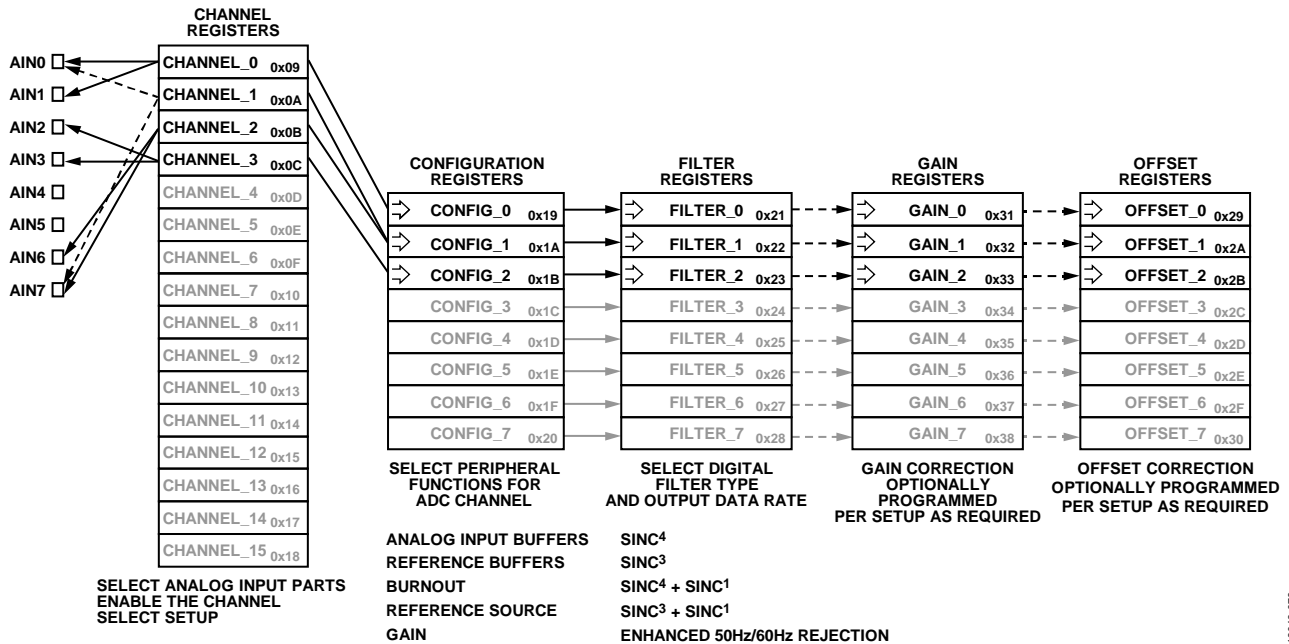 CHANNEL
REGISTERS
AIN0
AIN1
AIN2
AIN3
AIN4
AIN5
AIN6
AIN7
CHANNEL_0 0x09
CHANNEL_1 0x0A
CHANNEL_2 0x0B
CHANNEL_3 0x0C
CHANNEL_4 0x0D
CHANNEL_5 0x0E
CHANNEL_6 0x0F
CHANNEL_7 0x10
CHANNEL_8 0x11
CHANNEL_9 0x12
CHANNEL_10 0x13
CHANNEL_11 0x14
CHANNEL_12 0x15
CHANNEL_13 0x16
CHANNEL_14 0x17
CHANNEL_15 0x18
SELECT ANALOG INPUT PARTS
ENABLE THE CHANNEL
SELECT SETUP
CONFIGURATION
REGISTERS
CONFIG_0 0x19
CONFIG_1 0x1A
CONFIG_2 0x1B
CONFIG_3 0x1C
CONFIG_4 0x1D
CONFIG_5 0x1E
CONFIG_6 0x1F
CONFIG_7 0x20
SELECT PERIPHERAL
FUNCTIONS FOR
ADC CHANNEL
ANALOG INPUT BUFFERS
REFERENCE BUFFERS
BURNOUT
REFERENCE SOURCE
GAIN
FILTER
REGISTERS
FILTER_0 0x21
FILTER_1 0x22
FILTER_2 0x23
FILTER_3 0x24
FILTER_4 0x25
FILTER_5 0x26
FILTER_6 0x27
FILTER_7 0x28
SELECT DIGITAL
FILTER TYPE
AND OUTPUT DATA RATE
SINC4
SINC3
SINC4 + SINC1
SINC3 + SINC1
ENHANCED 50Hz/60Hz REJECTION
GAIN
REGISTERS
GAIN_0 0x31
GAIN_1 0x32
GAIN_2 0x33
GAIN_3 0x34
GAIN_4 0x35
GAIN_5 0x36
GAIN_6 0x37
GAIN_7 0x38
GAIN CORRECTION
OPTIONALLY
PROGRAMMED
PER SETUP AS REQUIRED
OFFSET
REGISTERS
OFFSET_0 0x29
OFFSET_1 0x2A
OFFSET_2 0x2B
OFFSET_3 0x2C
OFFSET_4 0x2D
OFFSET_5 0x2E
OFFSET_6 0x2F
OFFSET_7 0x30
OFFSET CORRECTION
OPTIONALLY PROGRAMMED
PER SETUP AS REQUIRED